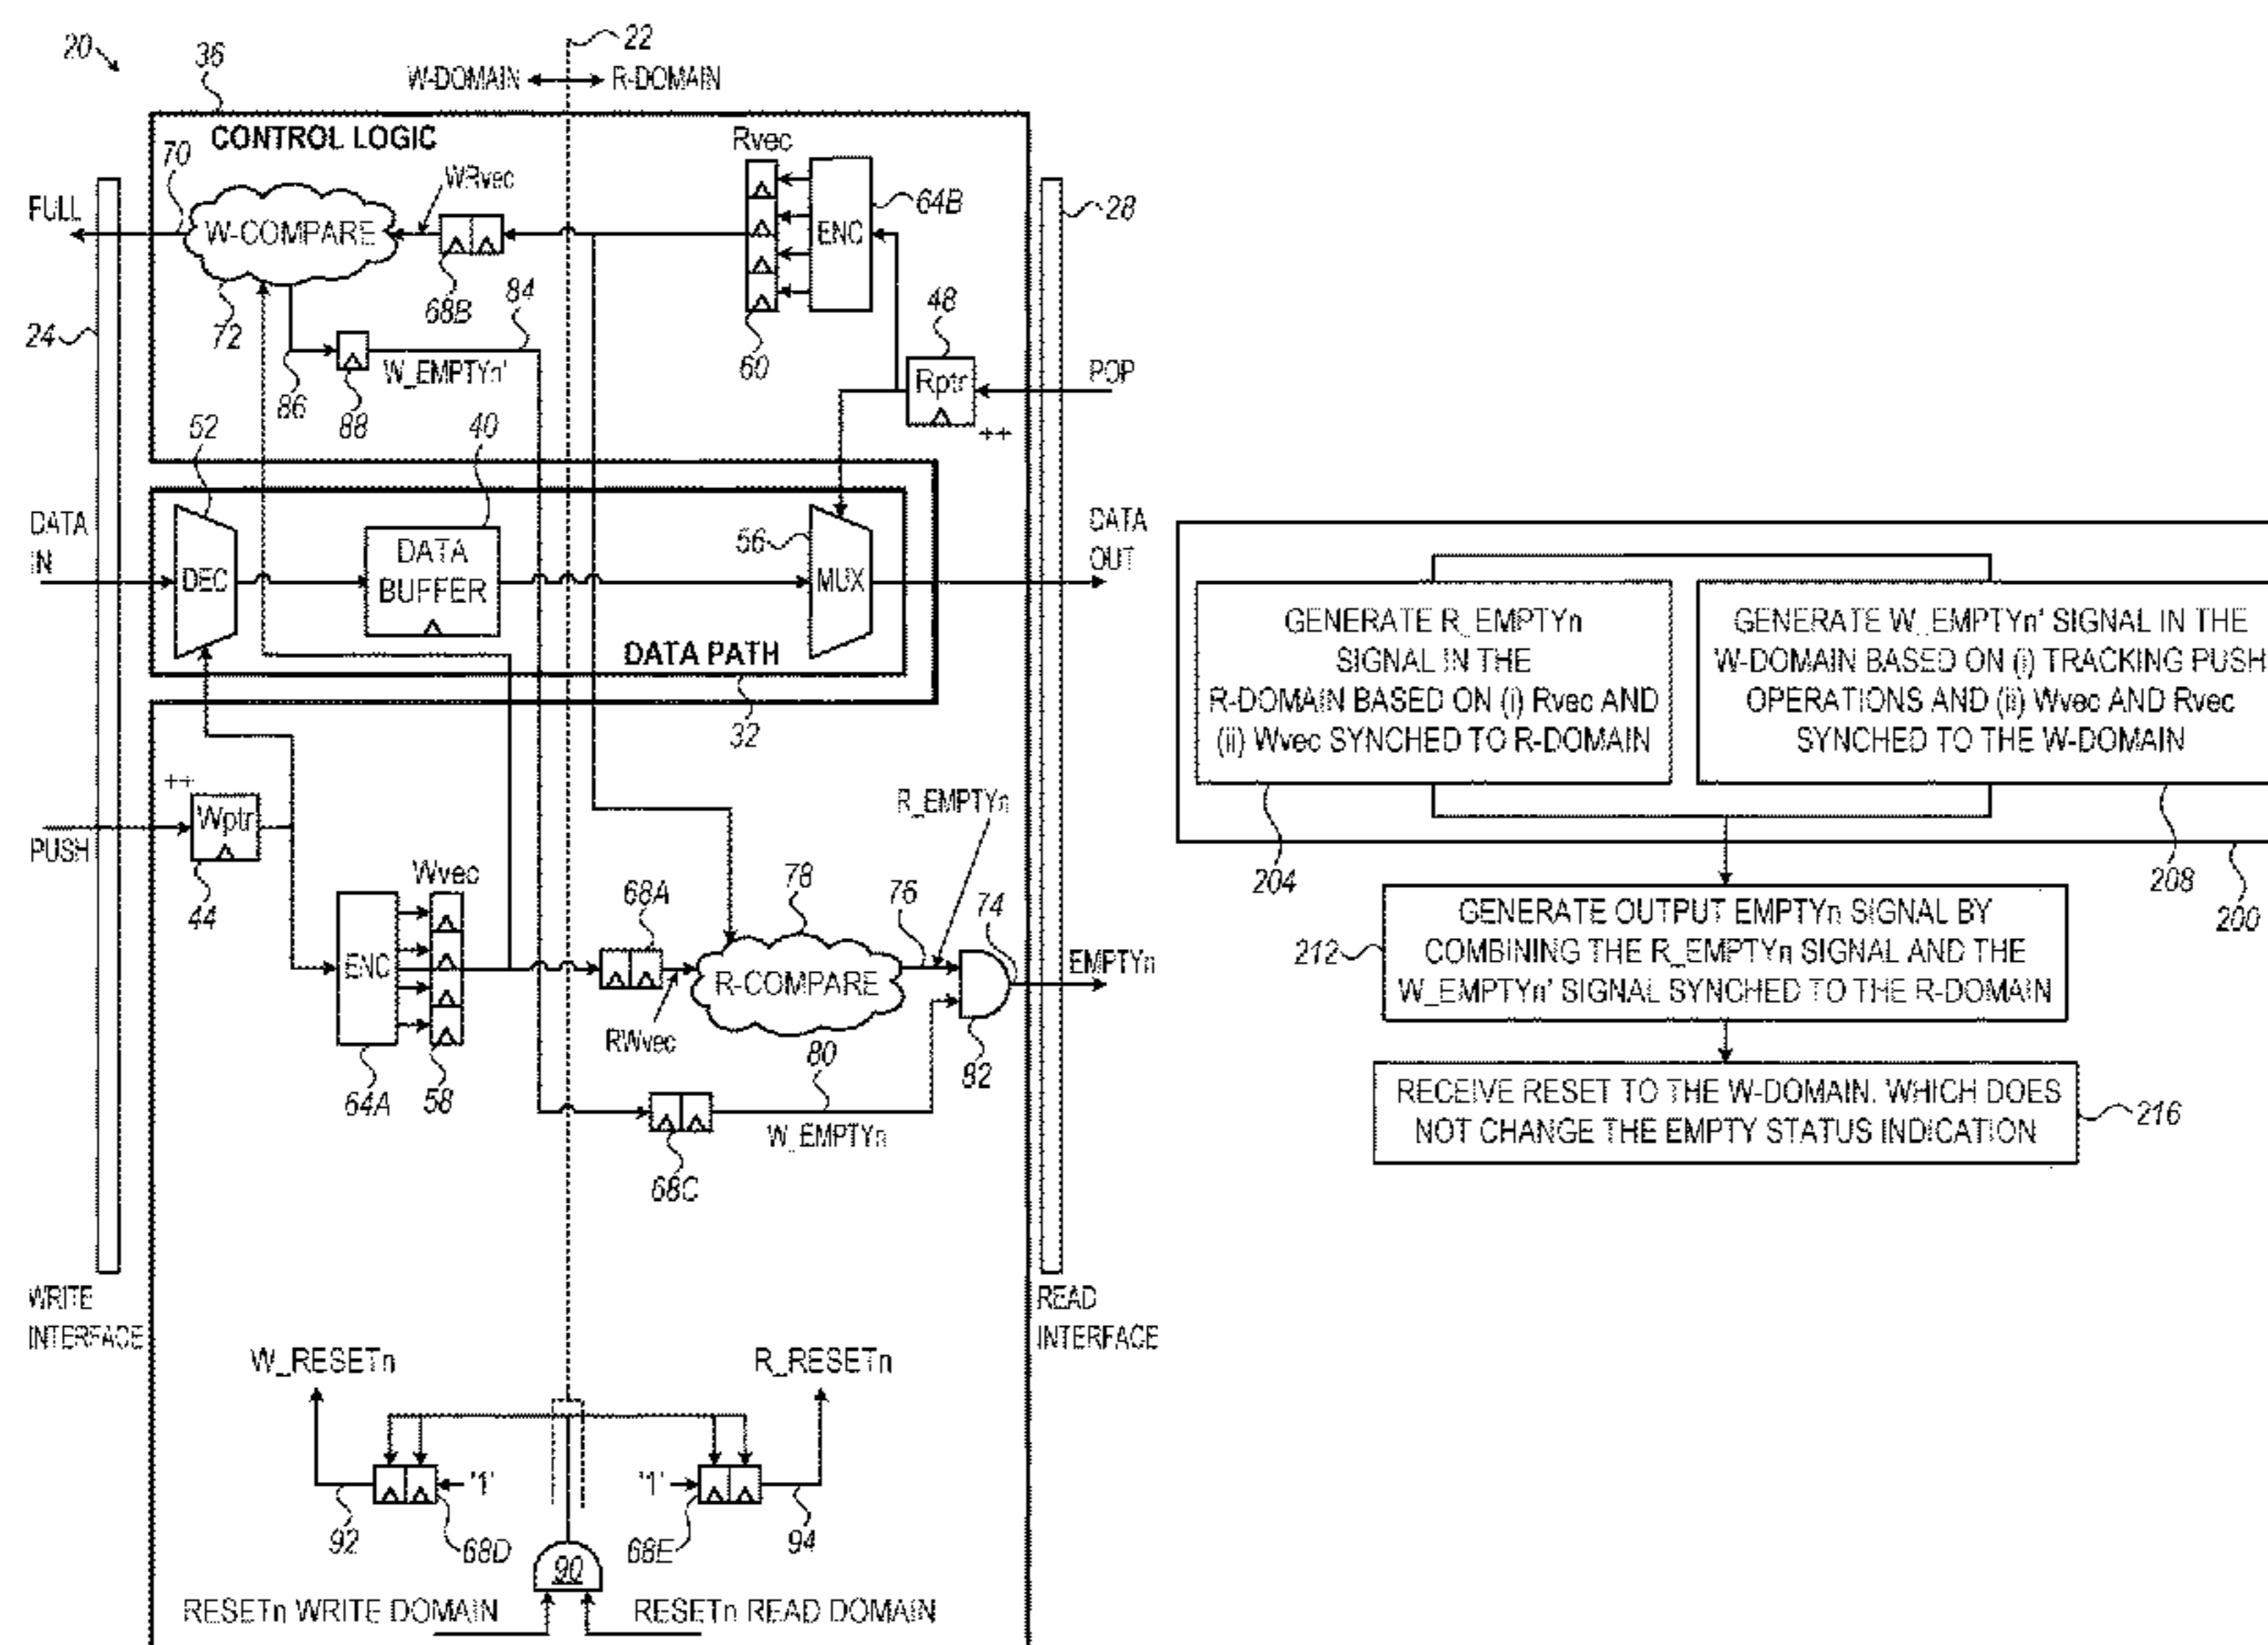 20
36
22
W-DOMAIN
R-DOMAIN
CONTROL LOGIC
70
WRvec
Rvec
64B
28
FULL
W-COMPARE
ENC
24
72
68B
84
60
48
86
88
W_EMPTYn'
Rptr
++
POP
52
40
DATA
IN
DEC
DATA
BUFFER
56
MUX
DATA
OUT
DATA PATH
32
++
Wptr
PUSH
44
Wvec
ENC
64A
58
68A
RWvec
78
R-COMPARE
76
R_EMPTYn
74
EMPTYn
82
80
W_EMPTYn
68C
WRITE
INTERFACE
READ
INTERFACE
W_RESETn
R_RESETn
'1'
'1'
92
68D
68E
94
90
RESETn WRITE DOMAIN
RESETn READ DOMAIN
GENERATE R_EMPTYn
SIGNAL IN THE
R-DOMAIN BASED ON (i) Rvec AND
(ii) Wvec SYNCHED TO R-DOMAIN
204
GENERATE W_EMPTYn' SIGNAL IN THE
W-DOMAIN BASED ON (i) TRACKING PUSH
OPERATIONS AND (ii) Wvec AND Rvec
SYNCHED TO THE W-DOMAIN
208
200
212
GENERATE OUTPUT EMPTYn SIGNAL BY
COMBINING THE R_EMPTYn SIGNAL AND THE
W_EMPTYn' SIGNAL SYNCHED TO THE R-DOMAIN
RECEIVE RESET TO THE W-DOMAIN. WHICH DOES
NOT CHANGE THE EMPTY STATUS INDICATION
216